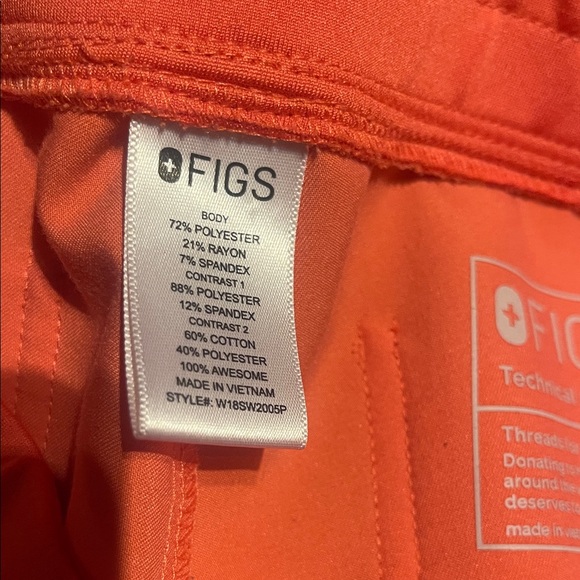 FIGS
BODY
72% POLYESTER
21% RAYON
7% SPANDEX
CONTRAST 1
88% POLYESTER
12% SPANDEX
CONTRAST 2
60% COTTON
40% POLYESTER
100% AWESOME
MADE IN VIETNAM
STYLE#: W18SW2005P
FIG
Technical
Threads
Donating
around the
deserves
made in